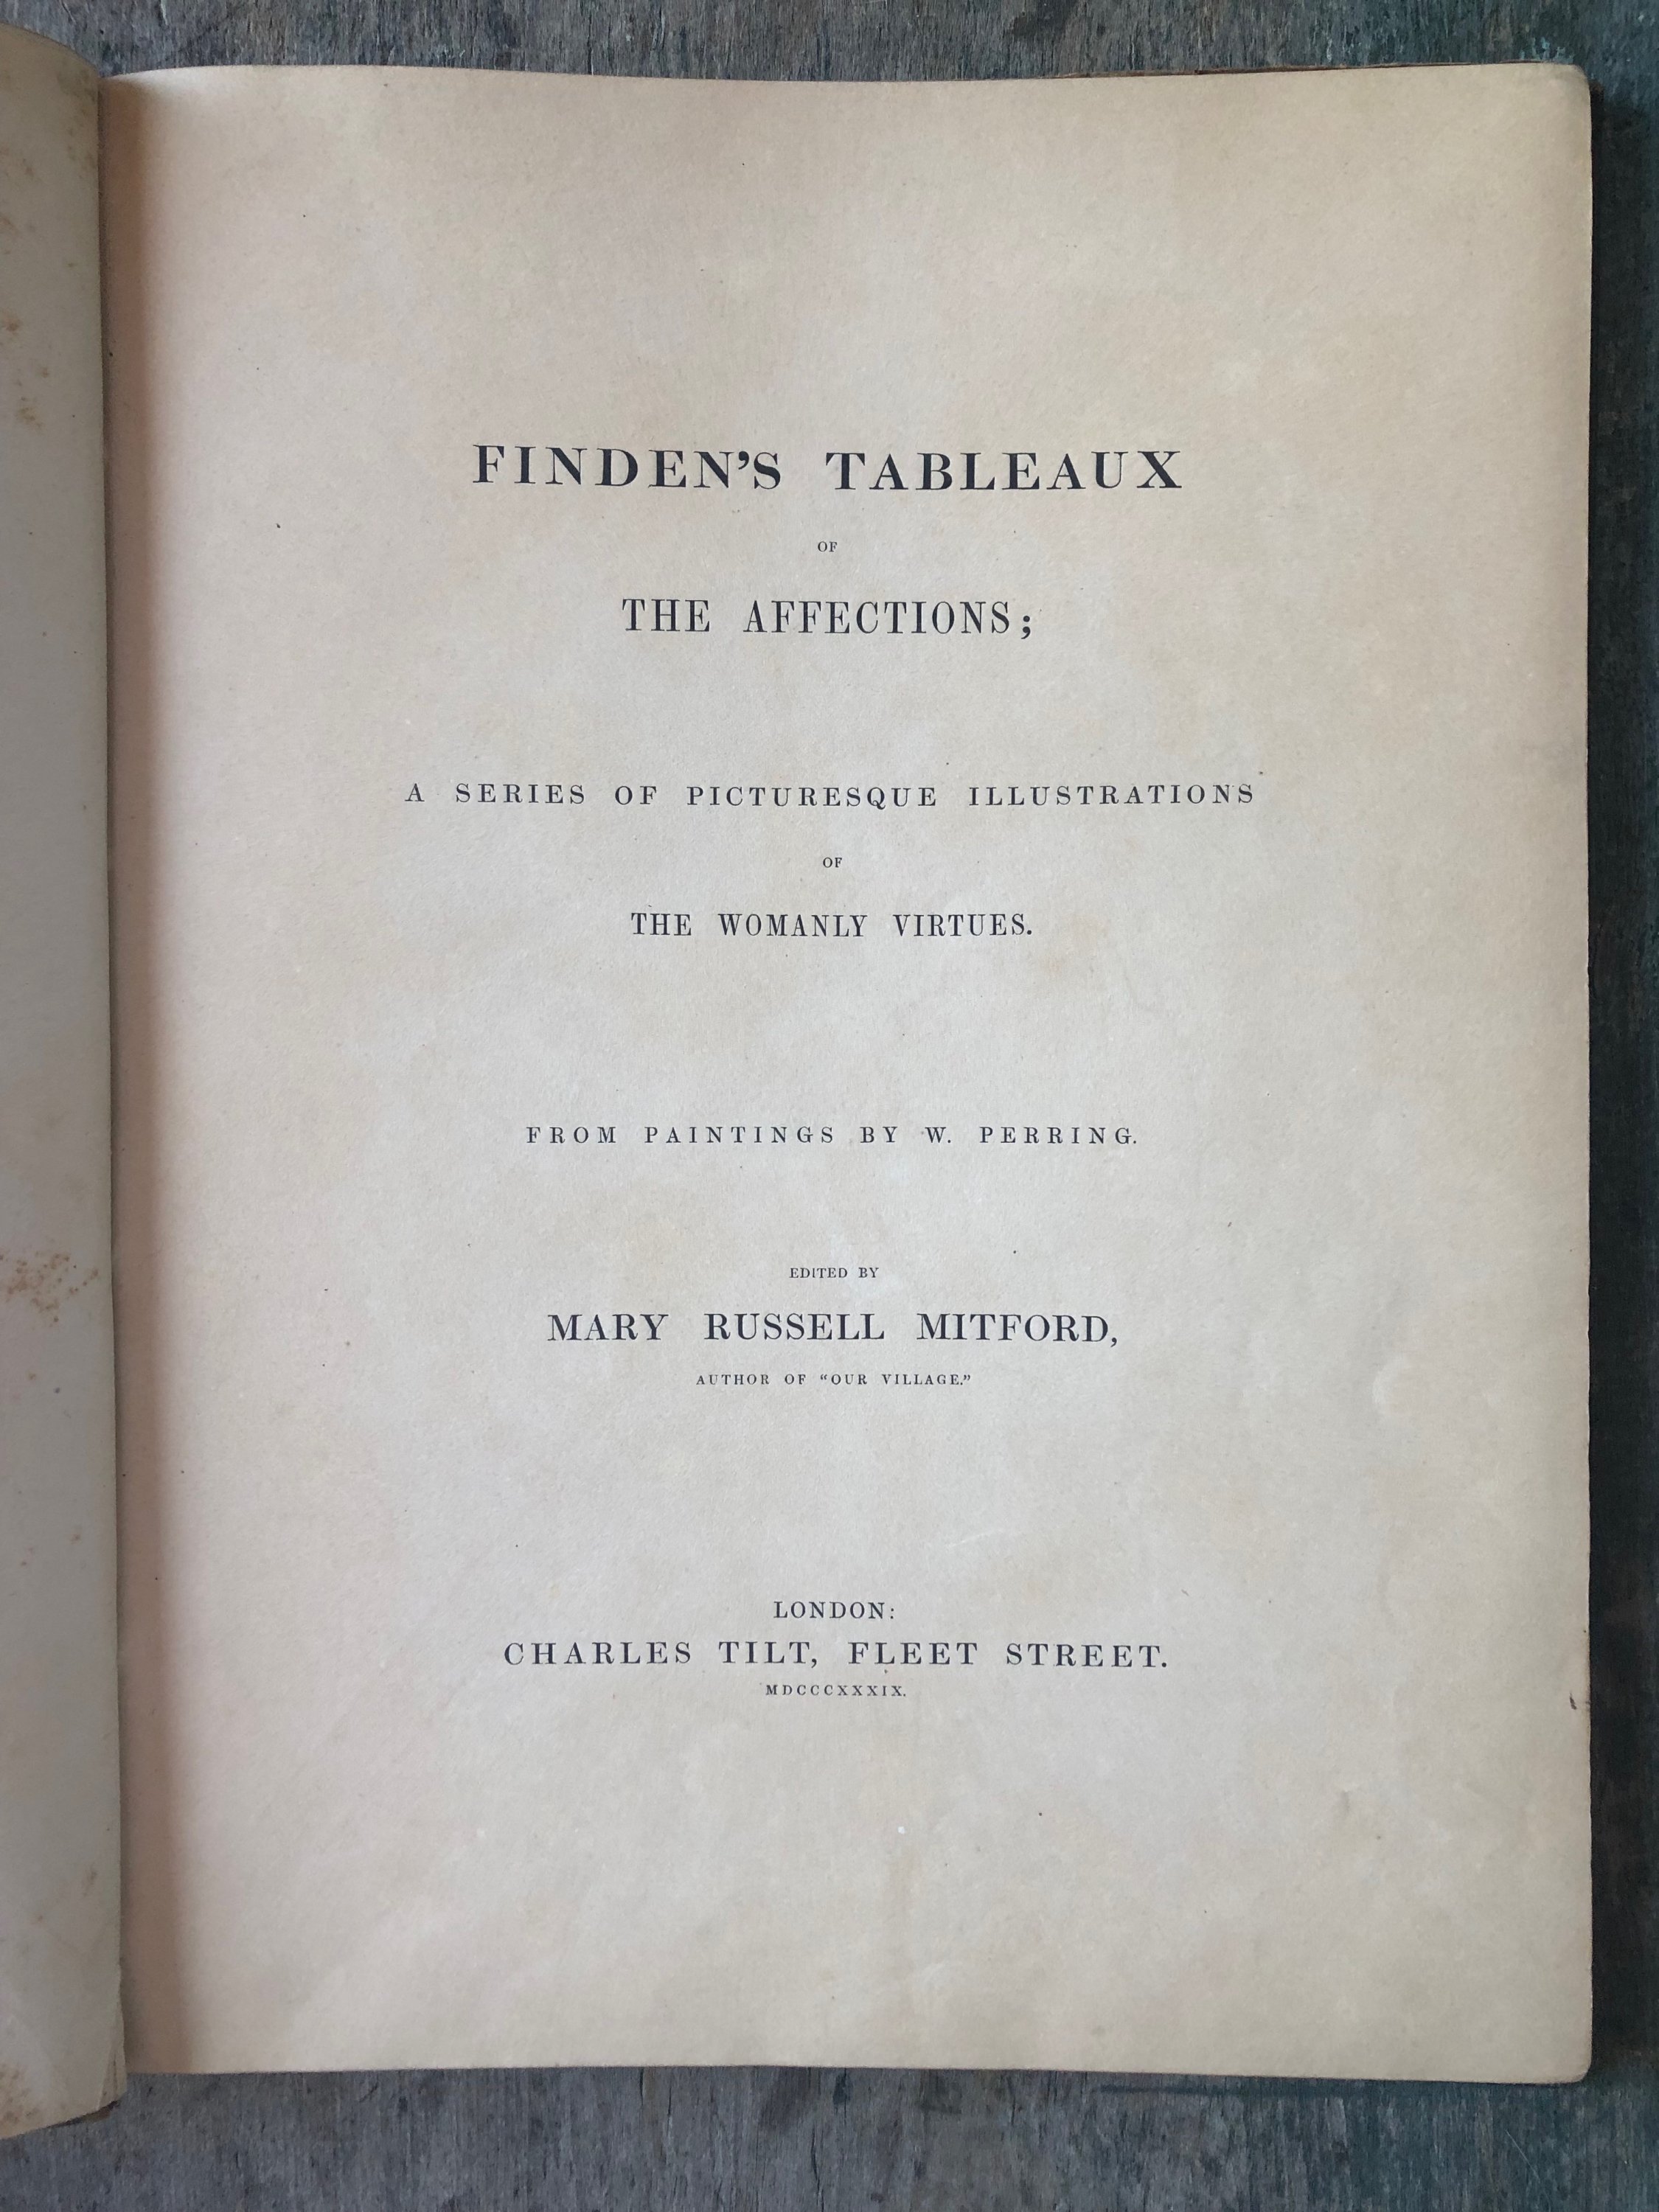 FINDEN'S TABLEAUX
OF
THE AFFECTIONS;
A SERIES OF PICTURESQUE ILLUSTRATIONS
OF
THE WOMANLY VIRTUES.
FROM PAINTINGS BY W. PERRING.
EDITED BY
MARY RUSSELL MITFORD,
AUTHOR OF “OUR VILLAGE.”
LONDON:
CHARLES TILT, FLEET STREET.
MDCCCXXXIX.